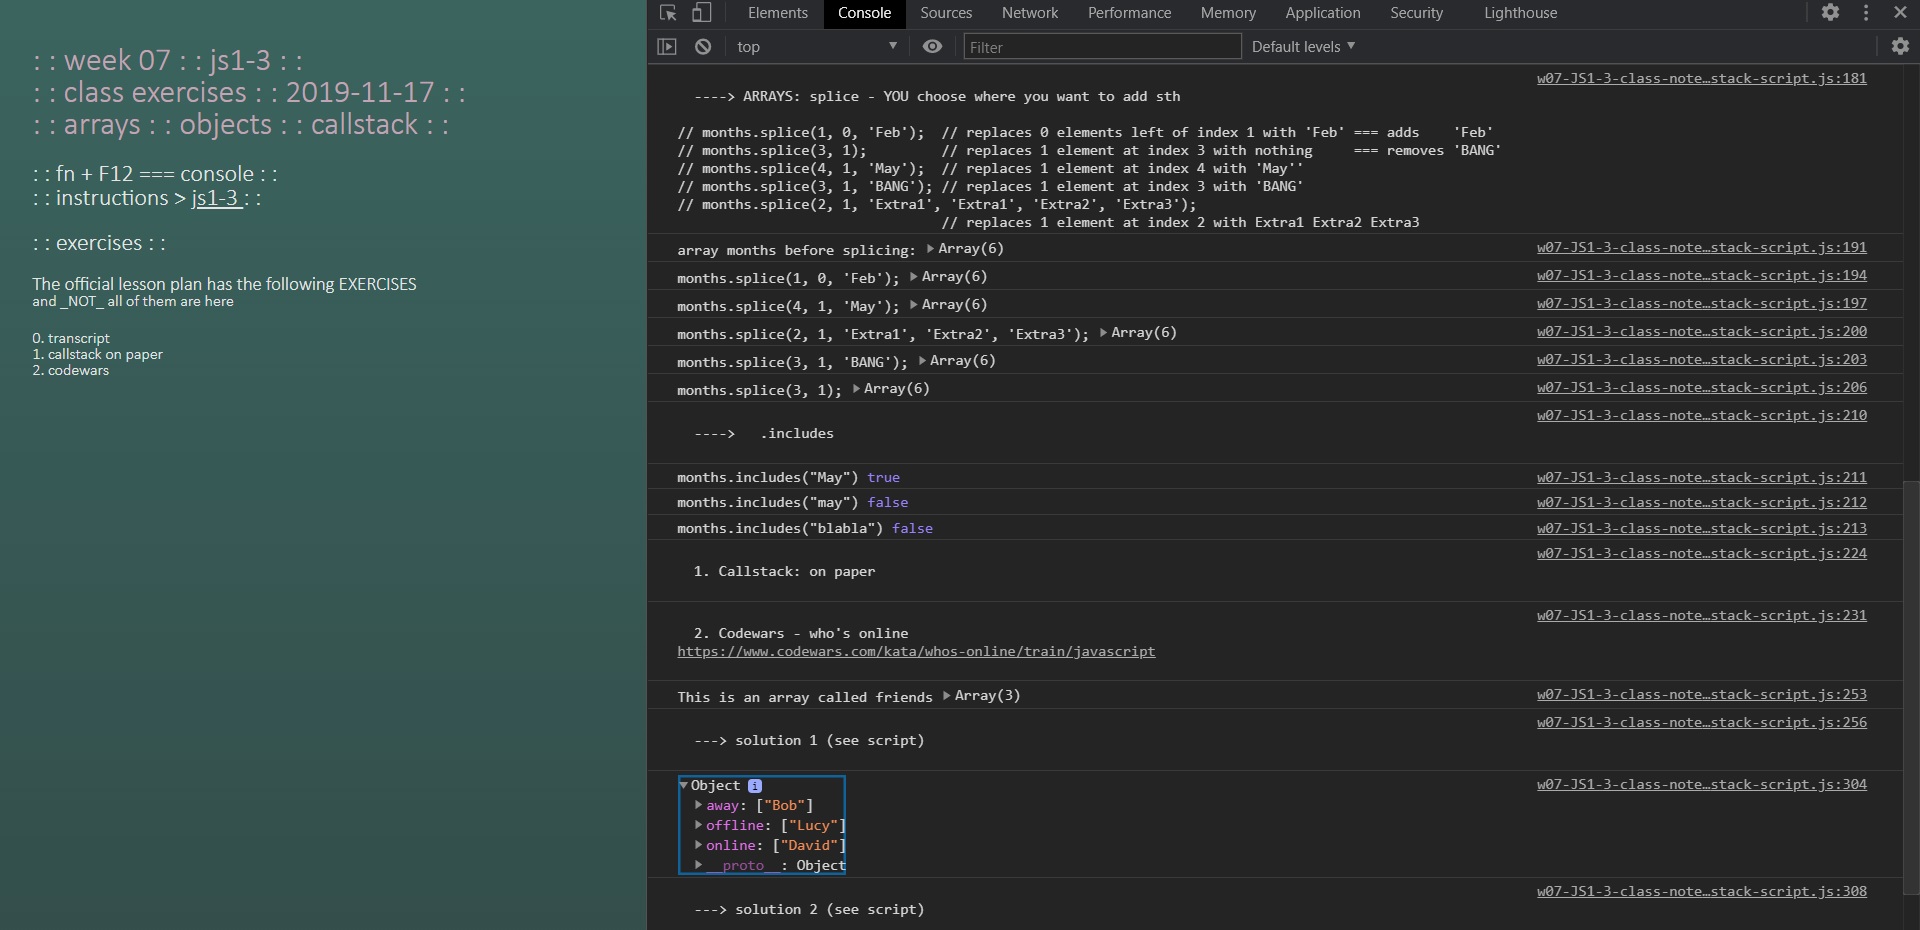 : : week 07 : : js1-3 : :
: : class exercises : : 2019-11-17 : :
: : arrays : : objects : : callstack : :
: : fn + F12 === console : :
: : instructions > js1-3 : :
: : exercises : :
The official lesson plan has the following EXERCISES
and _NOT_ all of them are here
0. transcript
1. callstack on paper
2. codewars
Elements Console Sources Network Performance Memory Application Security Lighthouse
top Filter Default levels
w07-JS1-3-class-note…stack-script.js:181
----> ARRAYS: splice - YOU choose where you want to add sth
// months.splice(1, 0, 'Feb');  // replaces 0 elements left of index 1 with 'Feb' === adds    'Feb'
// months.splice(3, 1);         // replaces 1 element at index 3 with nothing     === removes 'BANG'
// months.splice(4, 1, 'May');  // replaces 1 element at index 4 with 'May''
// months.splice(3, 1, 'BANG'); // replaces 1 element at index 3 with 'BANG'
// months.splice(2, 1, 'Extra1', 'Extra1', 'Extra2', 'Extra3');
// replaces 1 element at index 2 with Extra1 Extra2 Extra3
array months before splicing: Array(6) w07-JS1-3-class-note…stack-script.js:191
months.splice(1, 0, 'Feb'); Array(6) w07-JS1-3-class-note…stack-script.js:194
months.splice(4, 1, 'May'); Array(6) w07-JS1-3-class-note…stack-script.js:197
months.splice(2, 1, 'Extra1', 'Extra2', 'Extra3'); Array(6) w07-JS1-3-class-note…stack-script.js:200
months.splice(3, 1, 'BANG'); Array(6) w07-JS1-3-class-note…stack-script.js:203
months.splice(3, 1); Array(6) w07-JS1-3-class-note…stack-script.js:206
w07-JS1-3-class-note…stack-script.js:210
---->   .includes
months.includes("May") true w07-JS1-3-class-note…stack-script.js:211
months.includes("may") false w07-JS1-3-class-note…stack-script.js:212
months.includes("blabla") false w07-JS1-3-class-note…stack-script.js:213
w07-JS1-3-class-note…stack-script.js:224
1. Callstack: on paper
w07-JS1-3-class-note…stack-script.js:231
2. Codewars - who's online
https://www.codewars.com/kata/whos-online/train/javascript
This is an array called friends Array(3) w07-JS1-3-class-note…stack-script.js:253
w07-JS1-3-class-note…stack-script.js:256
---> solution 1 (see script)
Object i w07-JS1-3-class-note…stack-script.js:304
away: ["Bob"]
offline: ["Lucy"]
online: ["David"]
__proto__: Object
w07-JS1-3-class-note…stack-script.js:308
---> solution 2 (see script)